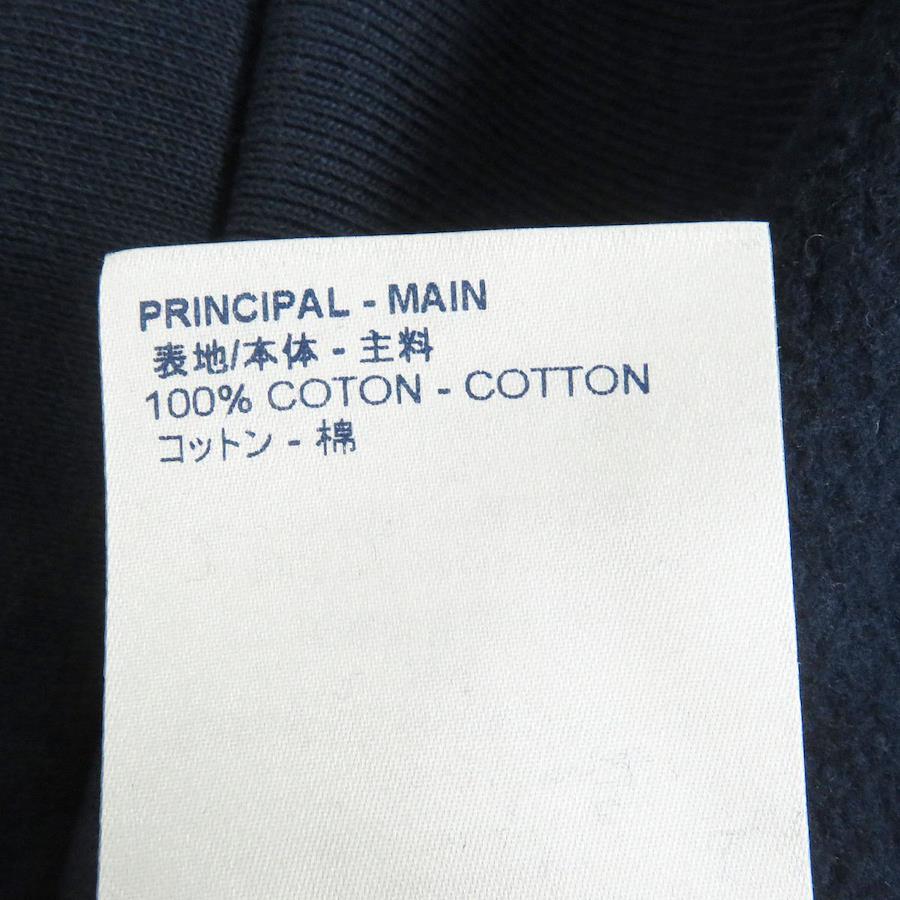 PRINCIPAL - MAIN
表地/本体 - 主料
100% COTON - COTTON
コットン - 棉